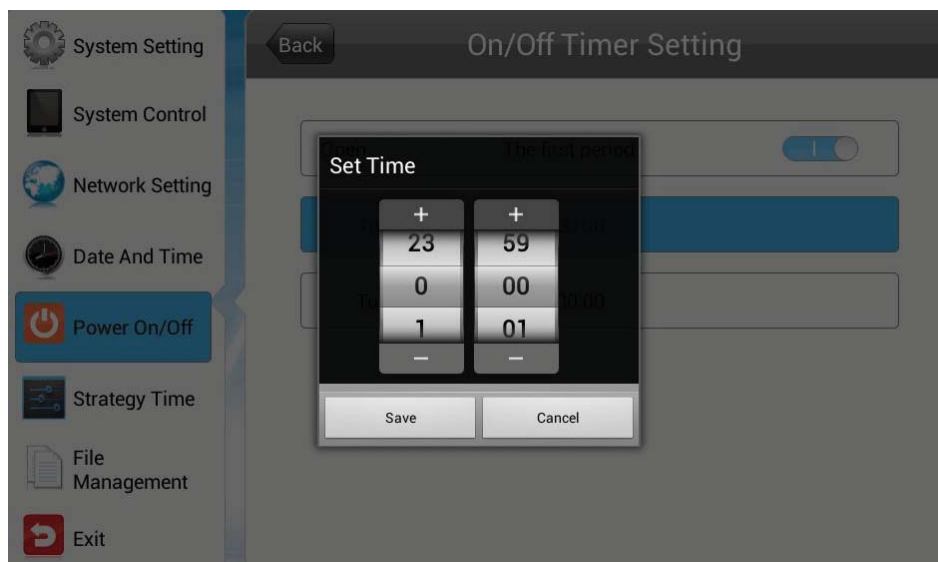 System Setting
System Control
Network Setting
Date And Time
Power On/Off
Strategy Time
File
Management
Exit
Back
On/Off Timer Setting
Open The first period
Set Time
+ +
23 59
0 00
1 01
– –
Save Cancel